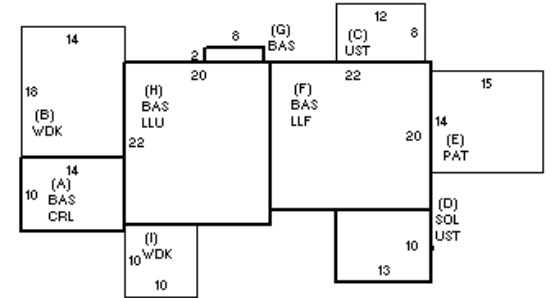 14
18
(B)
WDK
14
10
(A)
BAS
CRL
8
2
(G)
BAS
20
(H)
BAS
LLU
22
12
8
(C)
UST
22
(F)
BAS
LLF
20
15
14
(E)
PAT
(D)
SOL
UST
10
13
(I)
WDK
10
10